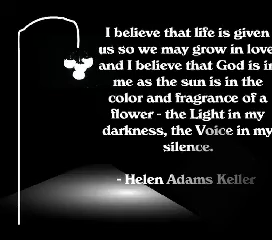 I believe that life is given
us so we may grow in love
and I believe that God is in
me as the sun is in the
color and fragrance of a
flower - the Light in my
darkness, the Voice in my
silence.
- Helen Adams Keller